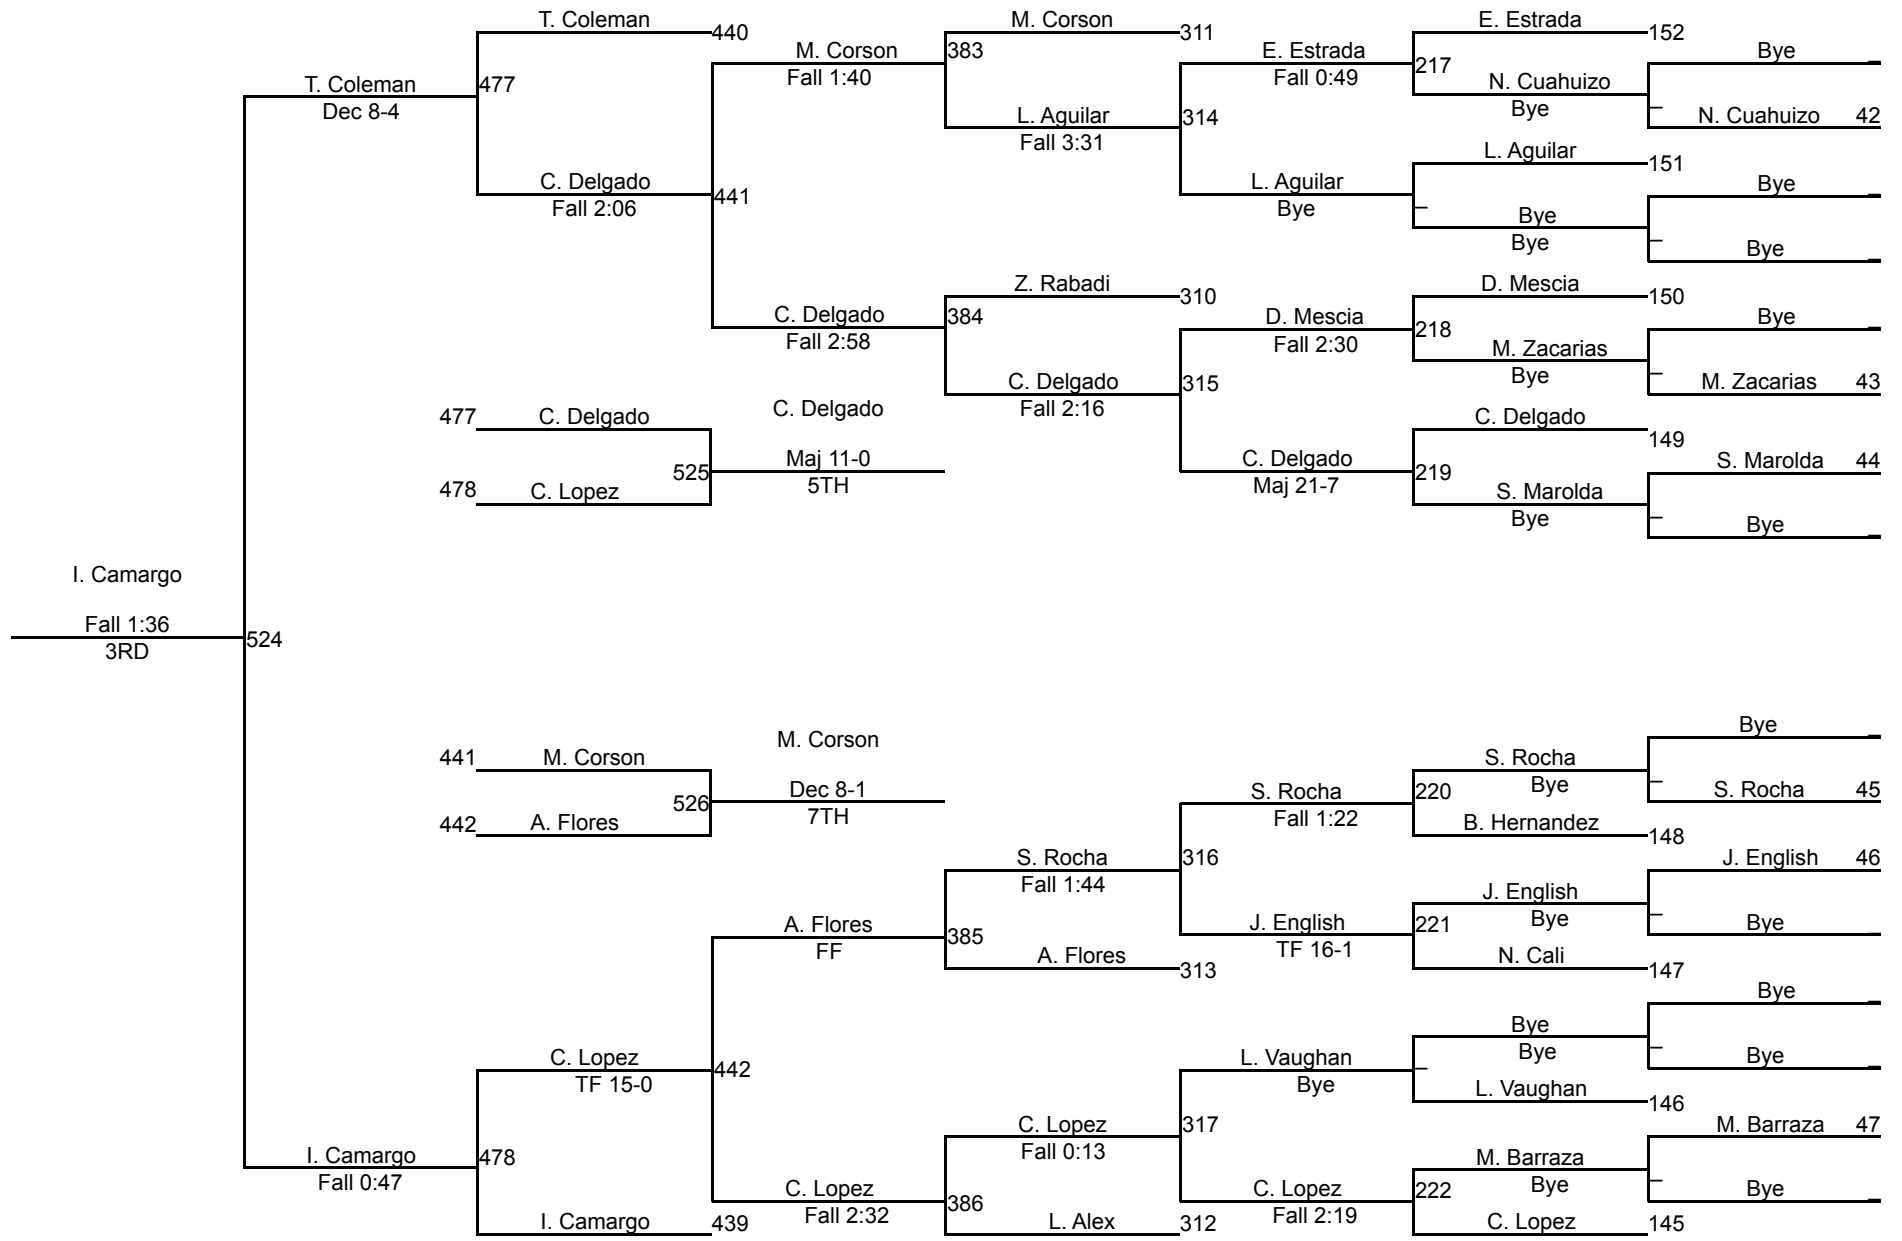 T. Coleman
440
M. Corson
311
E. Estrada
152
M. Corson
Fall 1:40
383
E. Estrada
Fall 0:49
217
Bye
T. Coleman
Dec 8-4
477
N. Cuahuizo
Bye
L. Aguilar
Fall 3:31
314
N. Cuahuizo 42
L. Aguilar
151
C. Delgado
Fall 2:06
441
L. Aguilar
Bye
Bye
Bye
Bye
Bye
Z. Rabadi
310
D. Mescia
150
C. Delgado
Fall 2:58
384
D. Mescia
Fall 2:30
218
Bye
M. Zacarias
Bye
C. Delgado
Fall 2:16
315
M. Zacarias 43
477 C. Delgado
C. Delgado
C. Delgado
149
525
Maj 11-0
5TH
C. Delgado
Maj 21-7
219
S. Marolda 44
478 C. Lopez
S. Marolda
Bye
Bye
I. Camargo
Fall 1:36
3RD
524
Bye
441 M. Corson
M. Corson
S. Rocha
Bye
526
Dec 8-1
7TH
S. Rocha
Fall 1:22
220
S. Rocha 45
442 A. Flores
B. Hernandez
148
S. Rocha
Fall 1:44
316
J. English 46
J. English
Bye
A. Flores
FF
385
J. English
TF 16-1
221
Bye
A. Flores
313
N. Cali
147
Bye
Bye
Bye
C. Lopez
TF 15-0
442
L. Vaughan
Bye
Bye
L. Vaughan
146
C. Lopez
Fall 0:13
317
M. Barraza 47
I. Camargo
Fall 0:47
478
M. Barraza
Bye
C. Lopez
Fall 2:32
386
C. Lopez
Fall 2:19
222
Bye
I. Camargo
439
L. Alex
312
C. Lopez
145